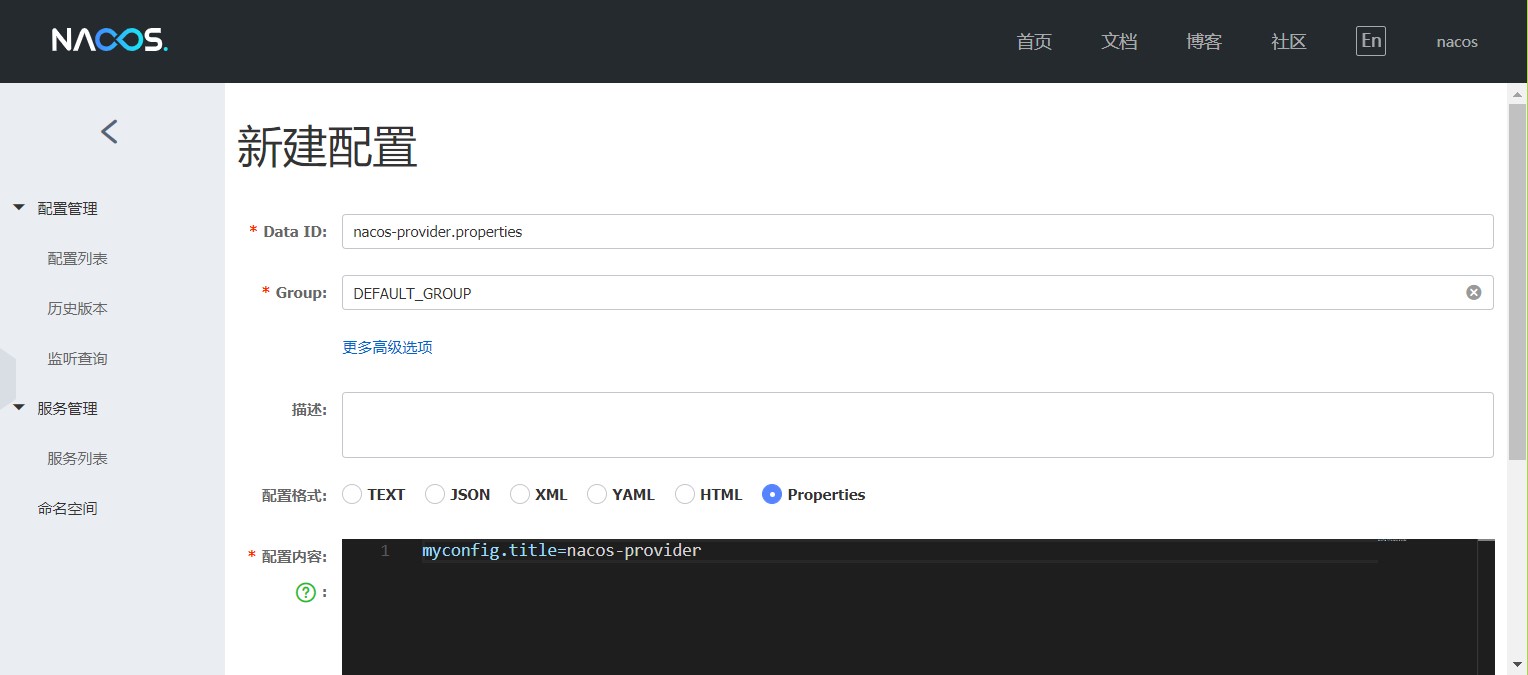 NACOS.
首页 文档 博客 社区 En nacos
配置管理
配置列表
历史版本
监听查询
服务管理
服务列表
命名空间
新建配置
* Data ID: nacos-provider.properties
* Group: DEFAULT_GROUP
更多高级选项
描述:
配置格式: TEXT JSON XML YAML HTML Properties
* 配置内容: 1 myconfig.title=nacos-provider
? :